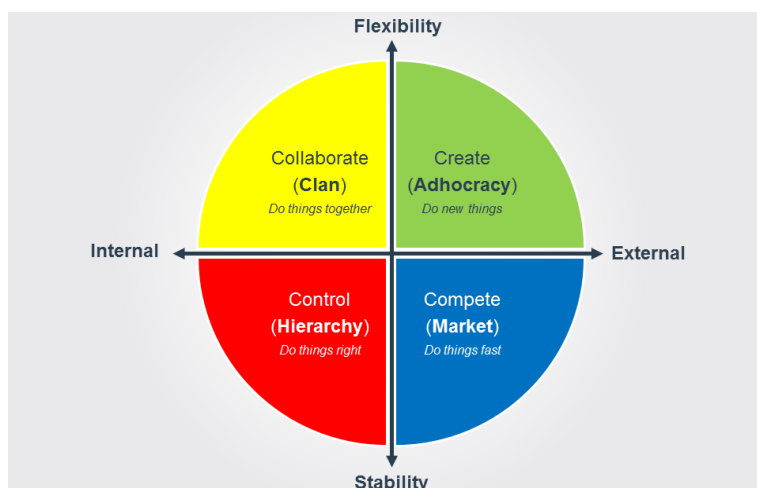 Flexibility
Collaborate
(Clan)
Do things together
Create
(Adhocracy)
Do new things
Internal
External
Control
(Hierarchy)
Do things right
Compete
(Market)
Do things fast
Stability